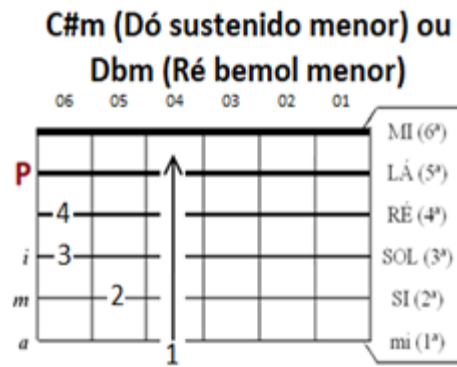 C#m (Dó sustenido menor) ou
Dbm (Ré bemol menor)
06 05 04 03 02 01
MI (6ª)
P LÁ (5ª)
4 RÉ (4ª)
i 3 SOL (3ª)
m 2 SI (2ª)
a 1 mi (1ª)